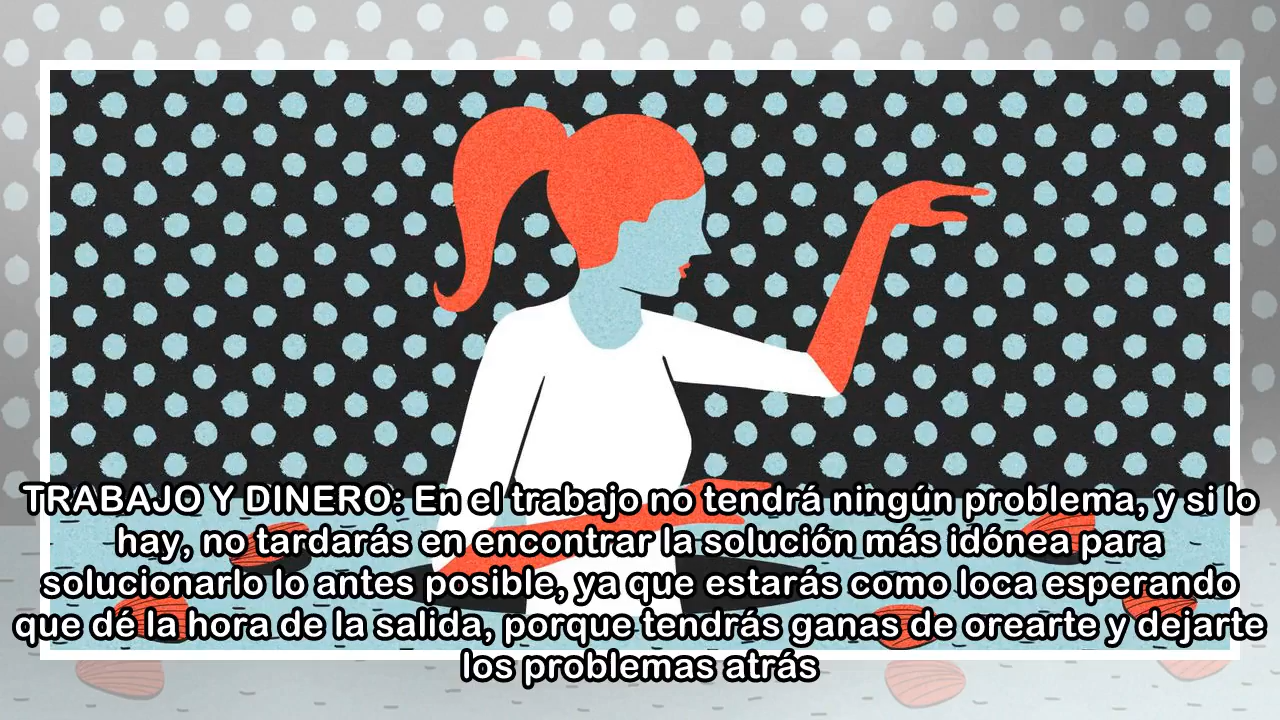 TRABAJO Y DINERO: En el trabajo no tendrá ningún problema, y si lo
hay, no tardarás en encontrar la solución más idónea para
solucionarlo lo antes posible, ya que estarás como loca esperando
que dé la hora de la salida, porque tendrás ganas de orearte y dejarte
los problemas atrás